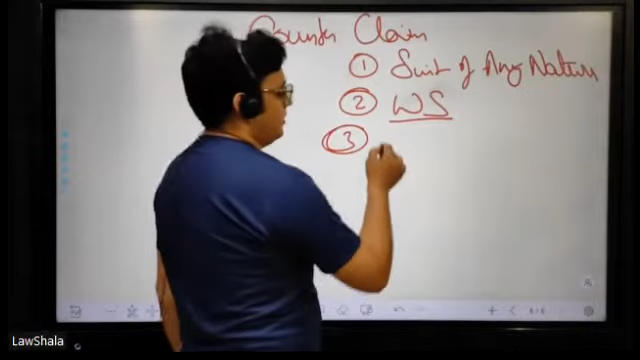 Counter Claim
① Suit of Any Nature
② WS
③
LawShala